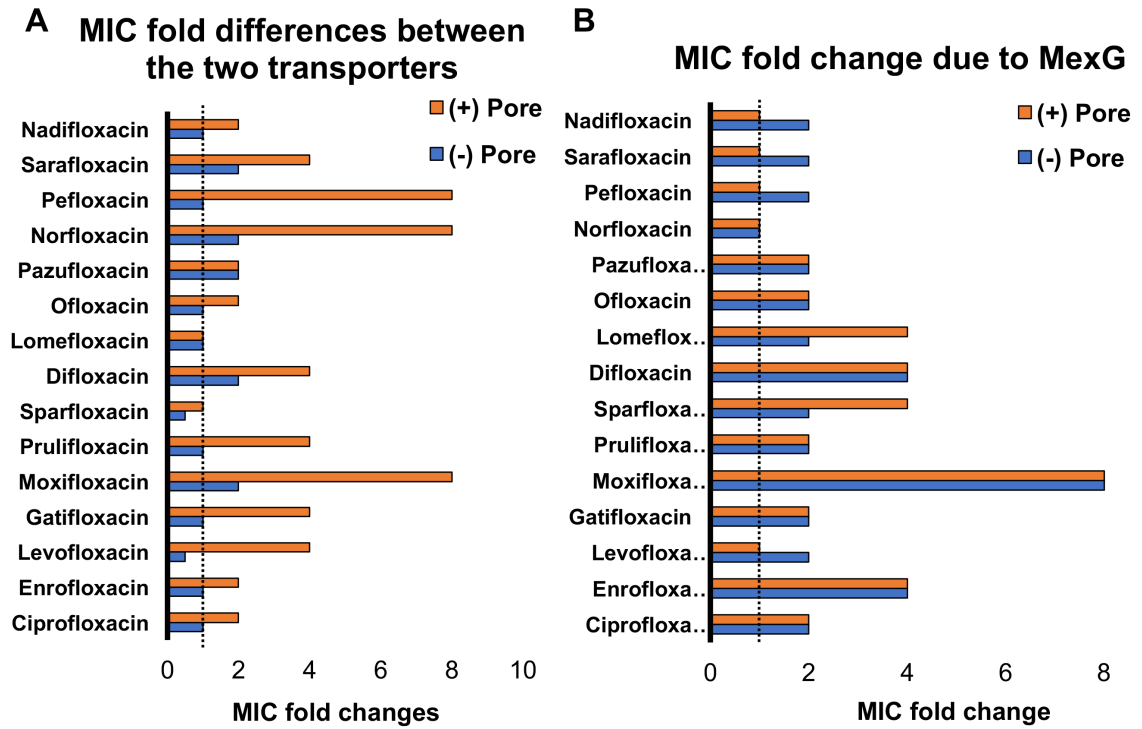 A
MIC fold differences between
the two transporters
(+) Pore
(-) Pore
Nadifloxacin
Sarafloxacin
Pefloxacin
Norfloxacin
Pazufloxacin
Ofloxacin
Lomefloxacin
Difloxacin
Sparfloxacin
Prulifloxacin
Moxifloxacin
Gatifloxacin
Levofloxacin
Enrofloxacin
Ciprofloxacin
0 2 4 6 8 10
MIC fold changes
B
MIC fold change due to MexG
(+) Pore
(-) Pore
Nadifloxacin
Sarafloxacin
Pefloxacin
Norfloxacin
Pazufloxa..
Ofloxacin
Lomeflox..
Difloxacin
Sparfloxa..
Prulifloxa..
Moxifloxa..
Gatifloxacin
Levofloxa..
Enrofloxa..
Ciprofloxa..
0 2 4 6 8
MIC fold change